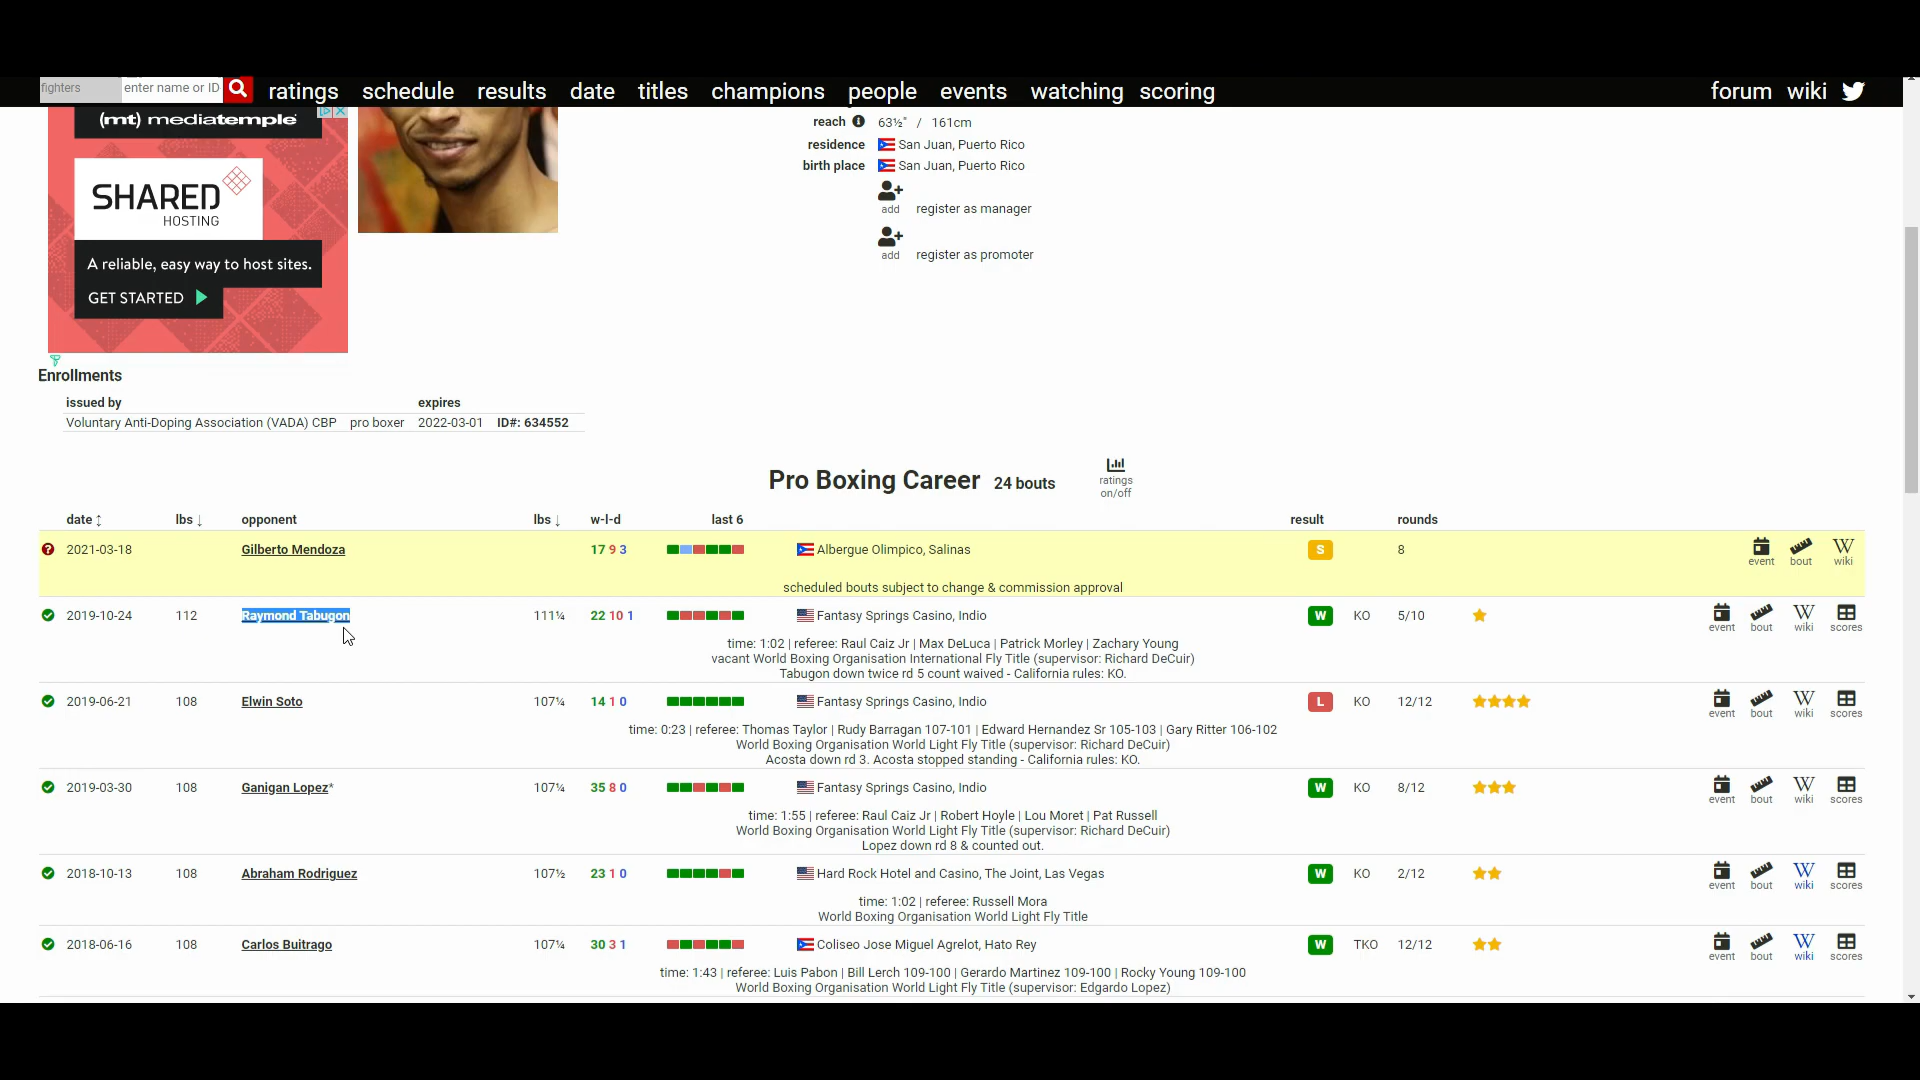 fighters enter name or ID ratings schedule results date titles champions people events watching scoring forum wiki
(mt) mediatemple
SHARED
HOSTING
A reliable, easy way to host sites.
GET STARTED
reach 63½" / 161cm
residence San Juan, Puerto Rico
birth place San Juan, Puerto Rico
add register as manager
add register as promoter
Enrollments
issued by expires
Voluntary Anti-Doping Association (VADA) CBP pro boxer 2022-03-01 ID#: 634552
Pro Boxing Career 24 bouts
ratings
on/off
date lbs opponent lbs w-l-d last 6 result rounds
2021-03-18 Gilberto Mendoza 17 9 3 Albergue Olimpico, Salinas S 8
event bout wiki
scheduled bouts subject to change & commission approval
2019-10-24 112 Raymond Tabugon 111¼ 22 10 1 Fantasy Springs Casino, Indio W KO 5/10
event bout wiki scores
time: 1:02 | referee: Raul Caiz Jr | Max DeLuca | Patrick Morley | Zachary Young
vacant World Boxing Organisation International Fly Title (supervisor: Richard DeCuir)
Tabugon down twice rd 5 count waived - California rules: KO.
2019-06-21 108 Elwin Soto 107¼ 14 1 0 Fantasy Springs Casino, Indio L KO 12/12
event bout wiki scores
time: 0:23 | referee: Thomas Taylor | Rudy Barragan 107-101 | Edward Hernandez Sr 105-103 | Gary Ritter 106-102
World Boxing Organisation World Light Fly Title (supervisor: Richard DeCuir)
Acosta down rd 3. Acosta stopped standing - California rules: KO.
2019-03-30 108 Ganigan Lopez* 107¼ 35 8 0 Fantasy Springs Casino, Indio W KO 8/12
event bout wiki scores
time: 1:55 | referee: Raul Caiz Jr | Robert Hoyle | Lou Moret | Pat Russell
World Boxing Organisation World Light Fly Title (supervisor: Richard DeCuir)
Lopez down rd 8 & counted out.
2018-10-13 108 Abraham Rodriguez 107½ 23 1 0 Hard Rock Hotel and Casino, The Joint, Las Vegas W KO 2/12
event bout wiki scores
time: 1:02 | referee: Russell Mora
World Boxing Organisation World Light Fly Title
2018-06-16 108 Carlos Buitrago 107¼ 30 3 1 Coliseo Jose Miguel Agrelot, Hato Rey W TKO 12/12
event bout wiki scores
time: 1:43 | referee: Luis Pabon | Bill Lerch 109-100 | Gerardo Martinez 109-100 | Rocky Young 109-100
World Boxing Organisation World Light Fly Title (supervisor: Edgardo Lopez)